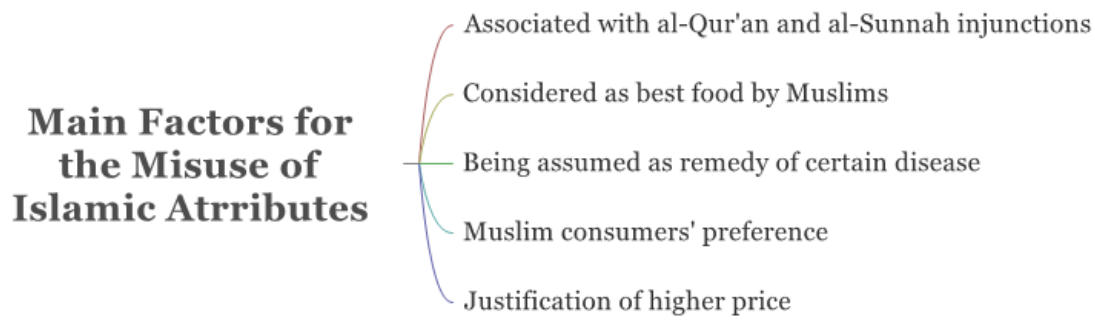 Main Factors for
the Misuse of
Islamic Atrributes
Associated with al-Qur'an and al-Sunnah injunctions
Considered as best food by Muslims
Being assumed as remedy of certain disease
Muslim consumers' preference
Justification of higher price